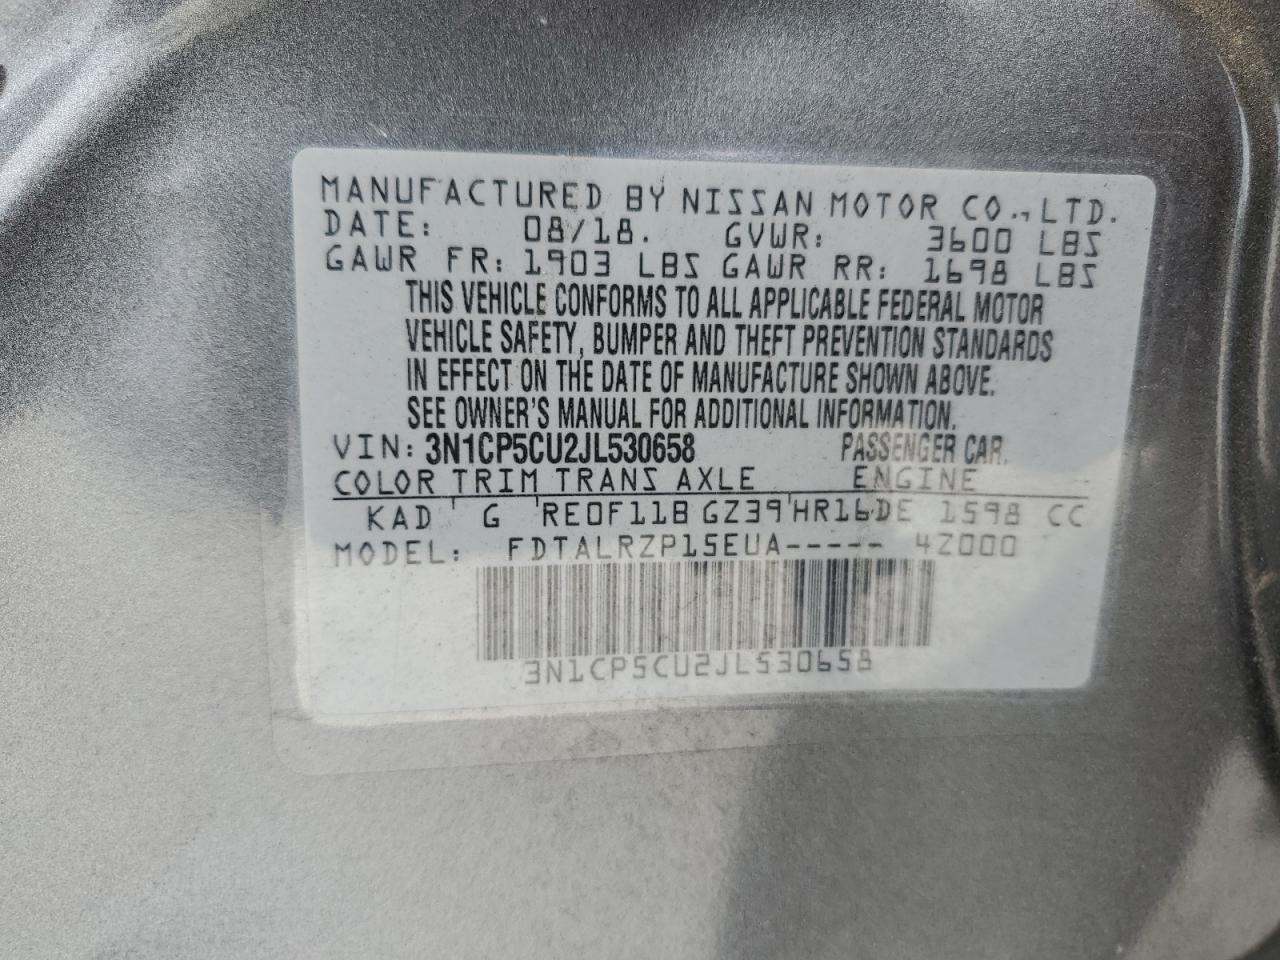 MANUFACTURED BY NISSAN MOTOR CO., LTD.
DATE: 08/18. GVWR: 3600 LBS
GAWR FR: 1903 LBS GAWR RR: 1698 LBS
THIS VEHICLE CONFORMS TO ALL APPLICABLE FEDERAL MOTOR
VEHICLE SAFETY, BUMPER AND THEFT PREVENTION STANDARDS
IN EFFECT ON THE DATE OF MANUFACTURE SHOWN ABOVE.
SEE OWNER'S MANUAL FOR ADDITIONAL INFORMATION.
VIN: 3N1CP5CU2JL530658 PASSENGER CAR.
COLOR TRIM TRANS AXLE ENGINE
KAD G RE0F11B GZ39 HR16DE 1598 CC
MODEL: FDTALRZP15EUA----- 4Z000
3N1CP5CU2JL530658